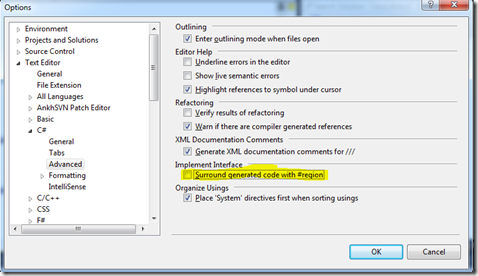 Options
Environment
Projects and Solutions
Source Control
Text Editor
General
File Extension
All Languages
AnkhSVN Patch Editor
Basic
C#
General
Tabs
Advanced
Formatting
IntelliSense
C/C++
CSS
F#
Outlining
Enter outlining mode when files open
Editor Help
Underline errors in the editor
Show live semantic errors
Highlight references to symbol under cursor
Refactoring
Verify results of refactoring
Warn if there are compiler generated references
XML Documentation Comments
Generate XML documentation comments for ///
Implement Interface
Surround generated code with #region
Organize Usings
Place 'System' directives first when sorting usings
OK
Cancel